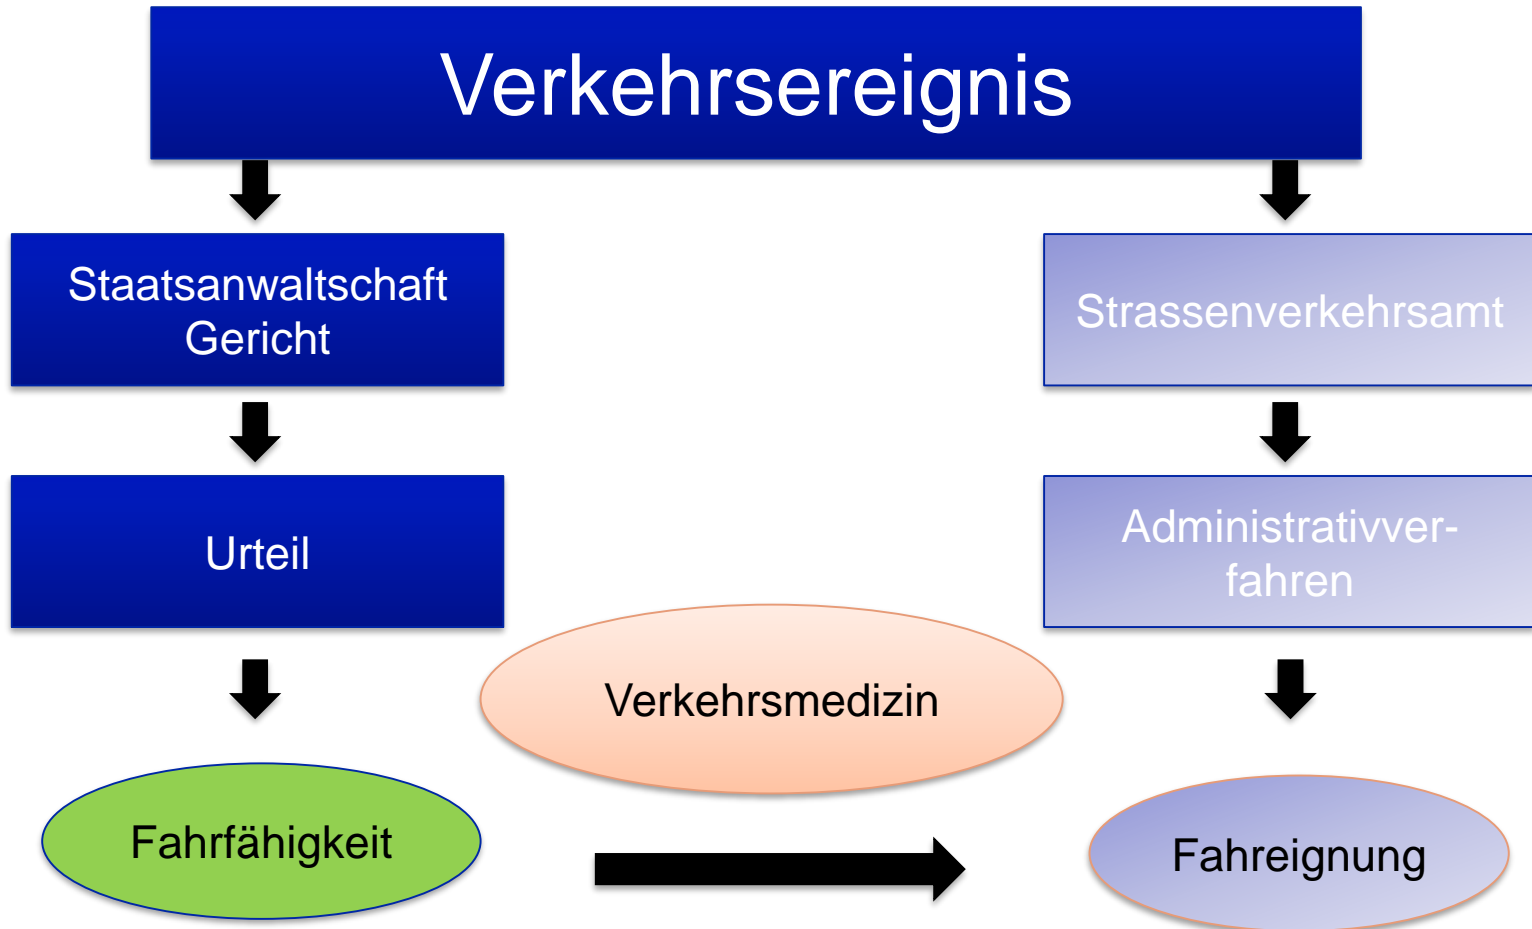 Verkehrsereignis
Staatsanwaltschaft
Gericht
Strassenverkehrsamt
Urteil
Administrativver-
fahren
Verkehrsmedizin
Fahrfähigkeit
Fahreignung